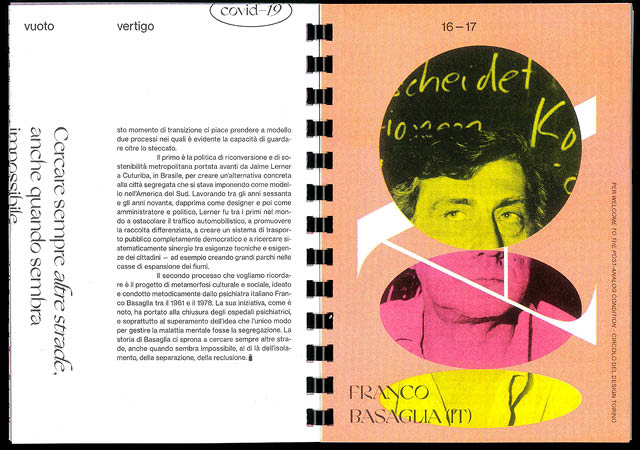 vuoto
vertigo
covid—19
16 — 17
Cercare sempre altre strade,
anche quando sembra
impossibile
sto momento di transizione ci piace prendere a modello
due processi nei quali è evidente la capacità di guarda-
re oltre lo steccato.
Il primo è la politica di riconversione e di so-
stenibilità metropolitana portata avanti da Jaime Lerner
a Cuturiba, in Brasile, per creare un'alternativa concreta
alla città segregata che si stava imponendo come model-
lo nell'America del Sud. Lavorando tra gli anni sessanta
e gli anni novanta, dapprima come designer e poi come
amministratore e politico, Lerner fu tra i primi nel mon-
do a ostacolare il traffico automobilistico, a promuovere
la raccolta differenziata, a creare un sistema di traspor-
to pubblico completamente democratico e a ricercare si-
stematicamente sinergie tra esigenze tecniche e esigen-
ze dei cittadini — ad esempio creando grandi parchi nelle
casse di espansione dei fiumi.
Il secondo processo che vogliamo ricorda-
re è il progetto di metamorfosi culturale e sociale, ideato
e condotto metodicamente dallo psichiatra italiano Fran-
co Basaglia tra il 1961 e il 1978. La sua iniziativa, come è
noto, ha portato alla chiusura degli ospedali psichiatrici,
e soprattutto al superamento dell'idea che l'unico modo
per gestire la malattia mentale fosse la segregazione. La
storia di Basaglia ci sprona a cercare sempre altre stra-
de, anche quando sembra impossibile, al di là dell'isola-
mento, della separazione, della reclusione.
scheidet
Ko
FRANCO
BASAGLIA (IT)
PER WELCOME TO THE POST-ANALOG CONDITION – CIRCOLO DEL DESIGN TORINO